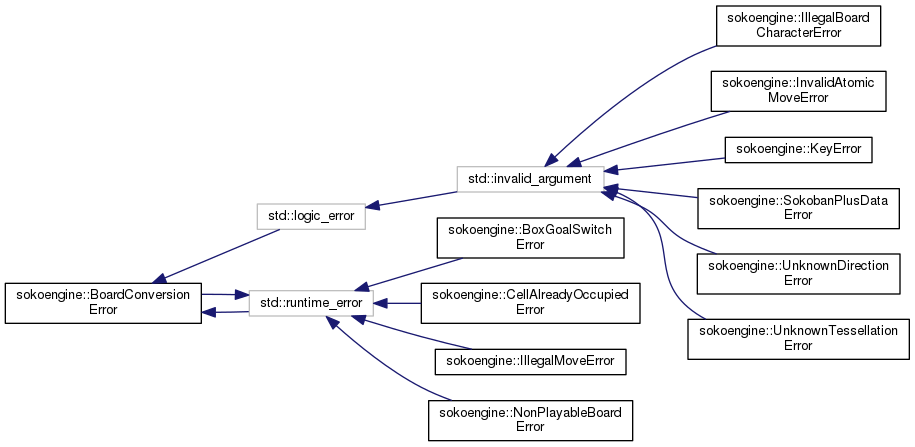 sokoengine::IllegalBoard
CharacterError
sokoengine::InvalidAtomic
MoveError
sokoengine::KeyError
std::invalid_argument
sokoengine::SokobanPlusData
Error
std::logic_error
sokoengine::BoxGoalSwitch
Error
sokoengine::UnknownDirection
Error
sokoengine::BoardConversion
Error
std::runtime_error
sokoengine::CellAlreadyOccupied
Error
sokoengine::UnknownTessellation
Error
sokoengine::IllegalMoveError
sokoengine::NonPlayableBoard
Error